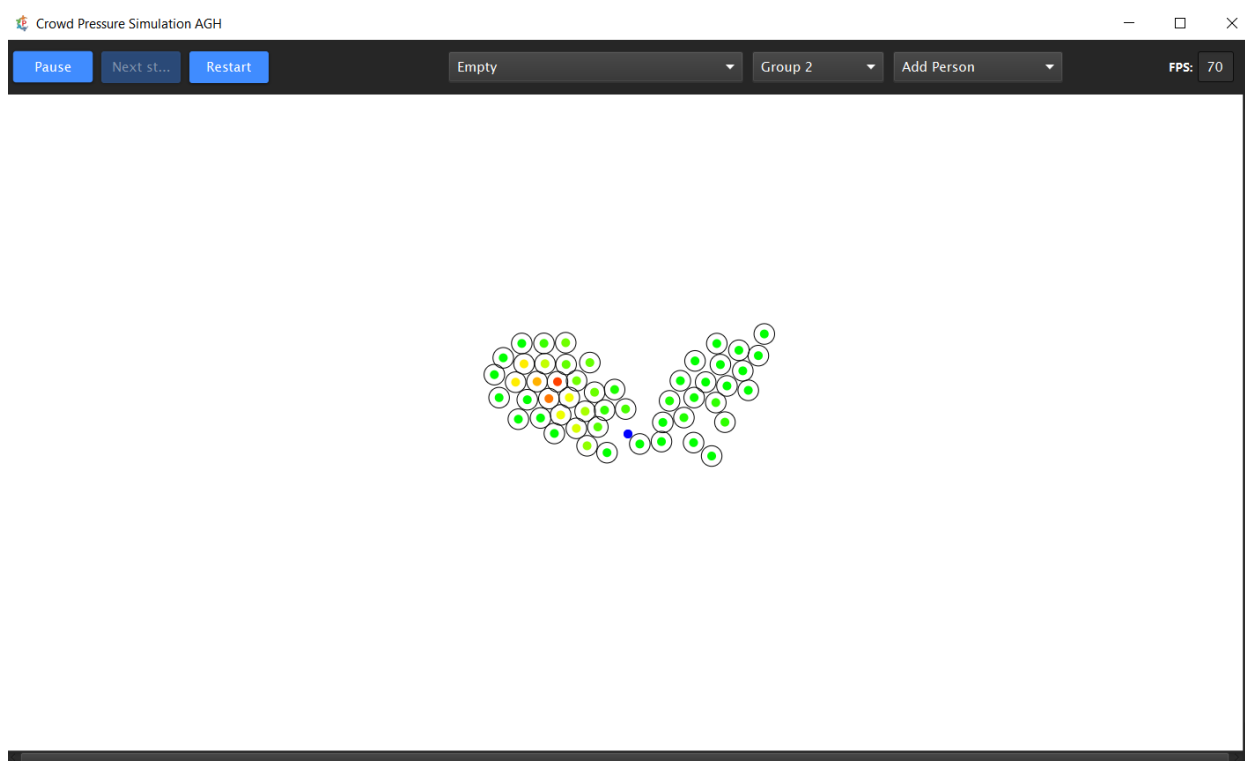 Crowd Pressure Simulation AGH
Pause Next st... Restart Empty Group 2 Add Person FPS: 70